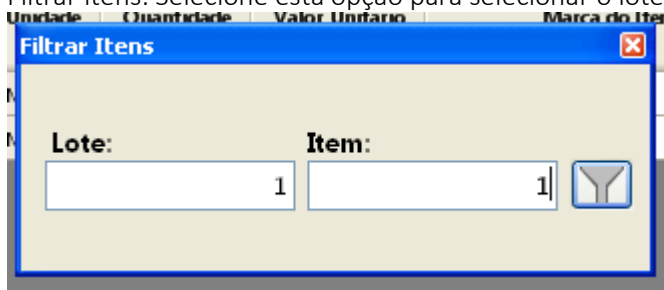 Filtrar Itens: Selecione esta opção para selecionar o lote
Unidade Quantidade Valor Unitário Marca do Ite
Filtrar Itens
Lote: Item:
1 1